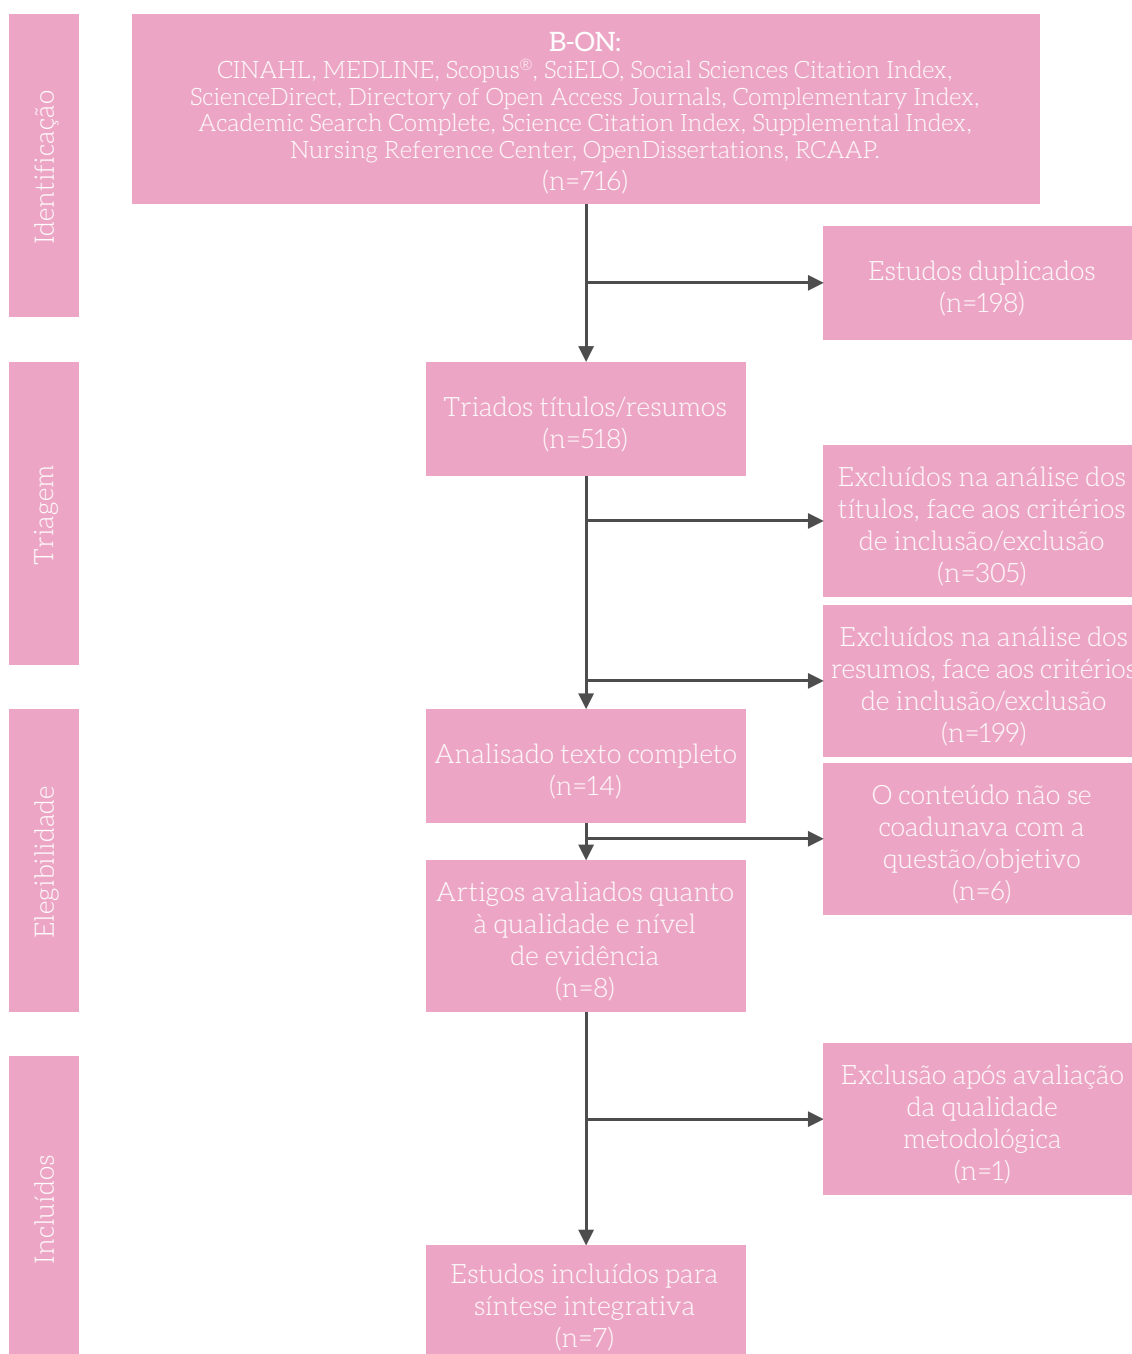 Identificação
B-ON:
CINAHL, MEDLINE, Scopus®, SciELO, Social Sciences Citation Index,
ScienceDirect, Directory of Open Access Journals, Complementary Index,
Academic Search Complete, Science Citation Index, Supplemental Index,
Nursing Reference Center, OpenDissertations, RCAAP.
(n=716)
Estudos duplicados
(n=198)
Triagem
Triados títulos/resumos
(n=518)
Excluídos na análise dos
títulos, face aos critérios
de inclusão/exclusão
(n=305)
Excluídos na análise dos
resumos, face aos critérios
de inclusão/exclusão
(n=199)
Elegibilidade
Analisado texto completo
(n=14)
O conteúdo não se
coadunava com a
questão/objetivo
(n=6)
Artigos avaliados quanto
à qualidade e nível
de evidência
(n=8)
Incluídos
Exclusão após avaliação
da qualidade
metodológica
(n=1)
Estudos incluídos para
síntese integrativa
(n=7)